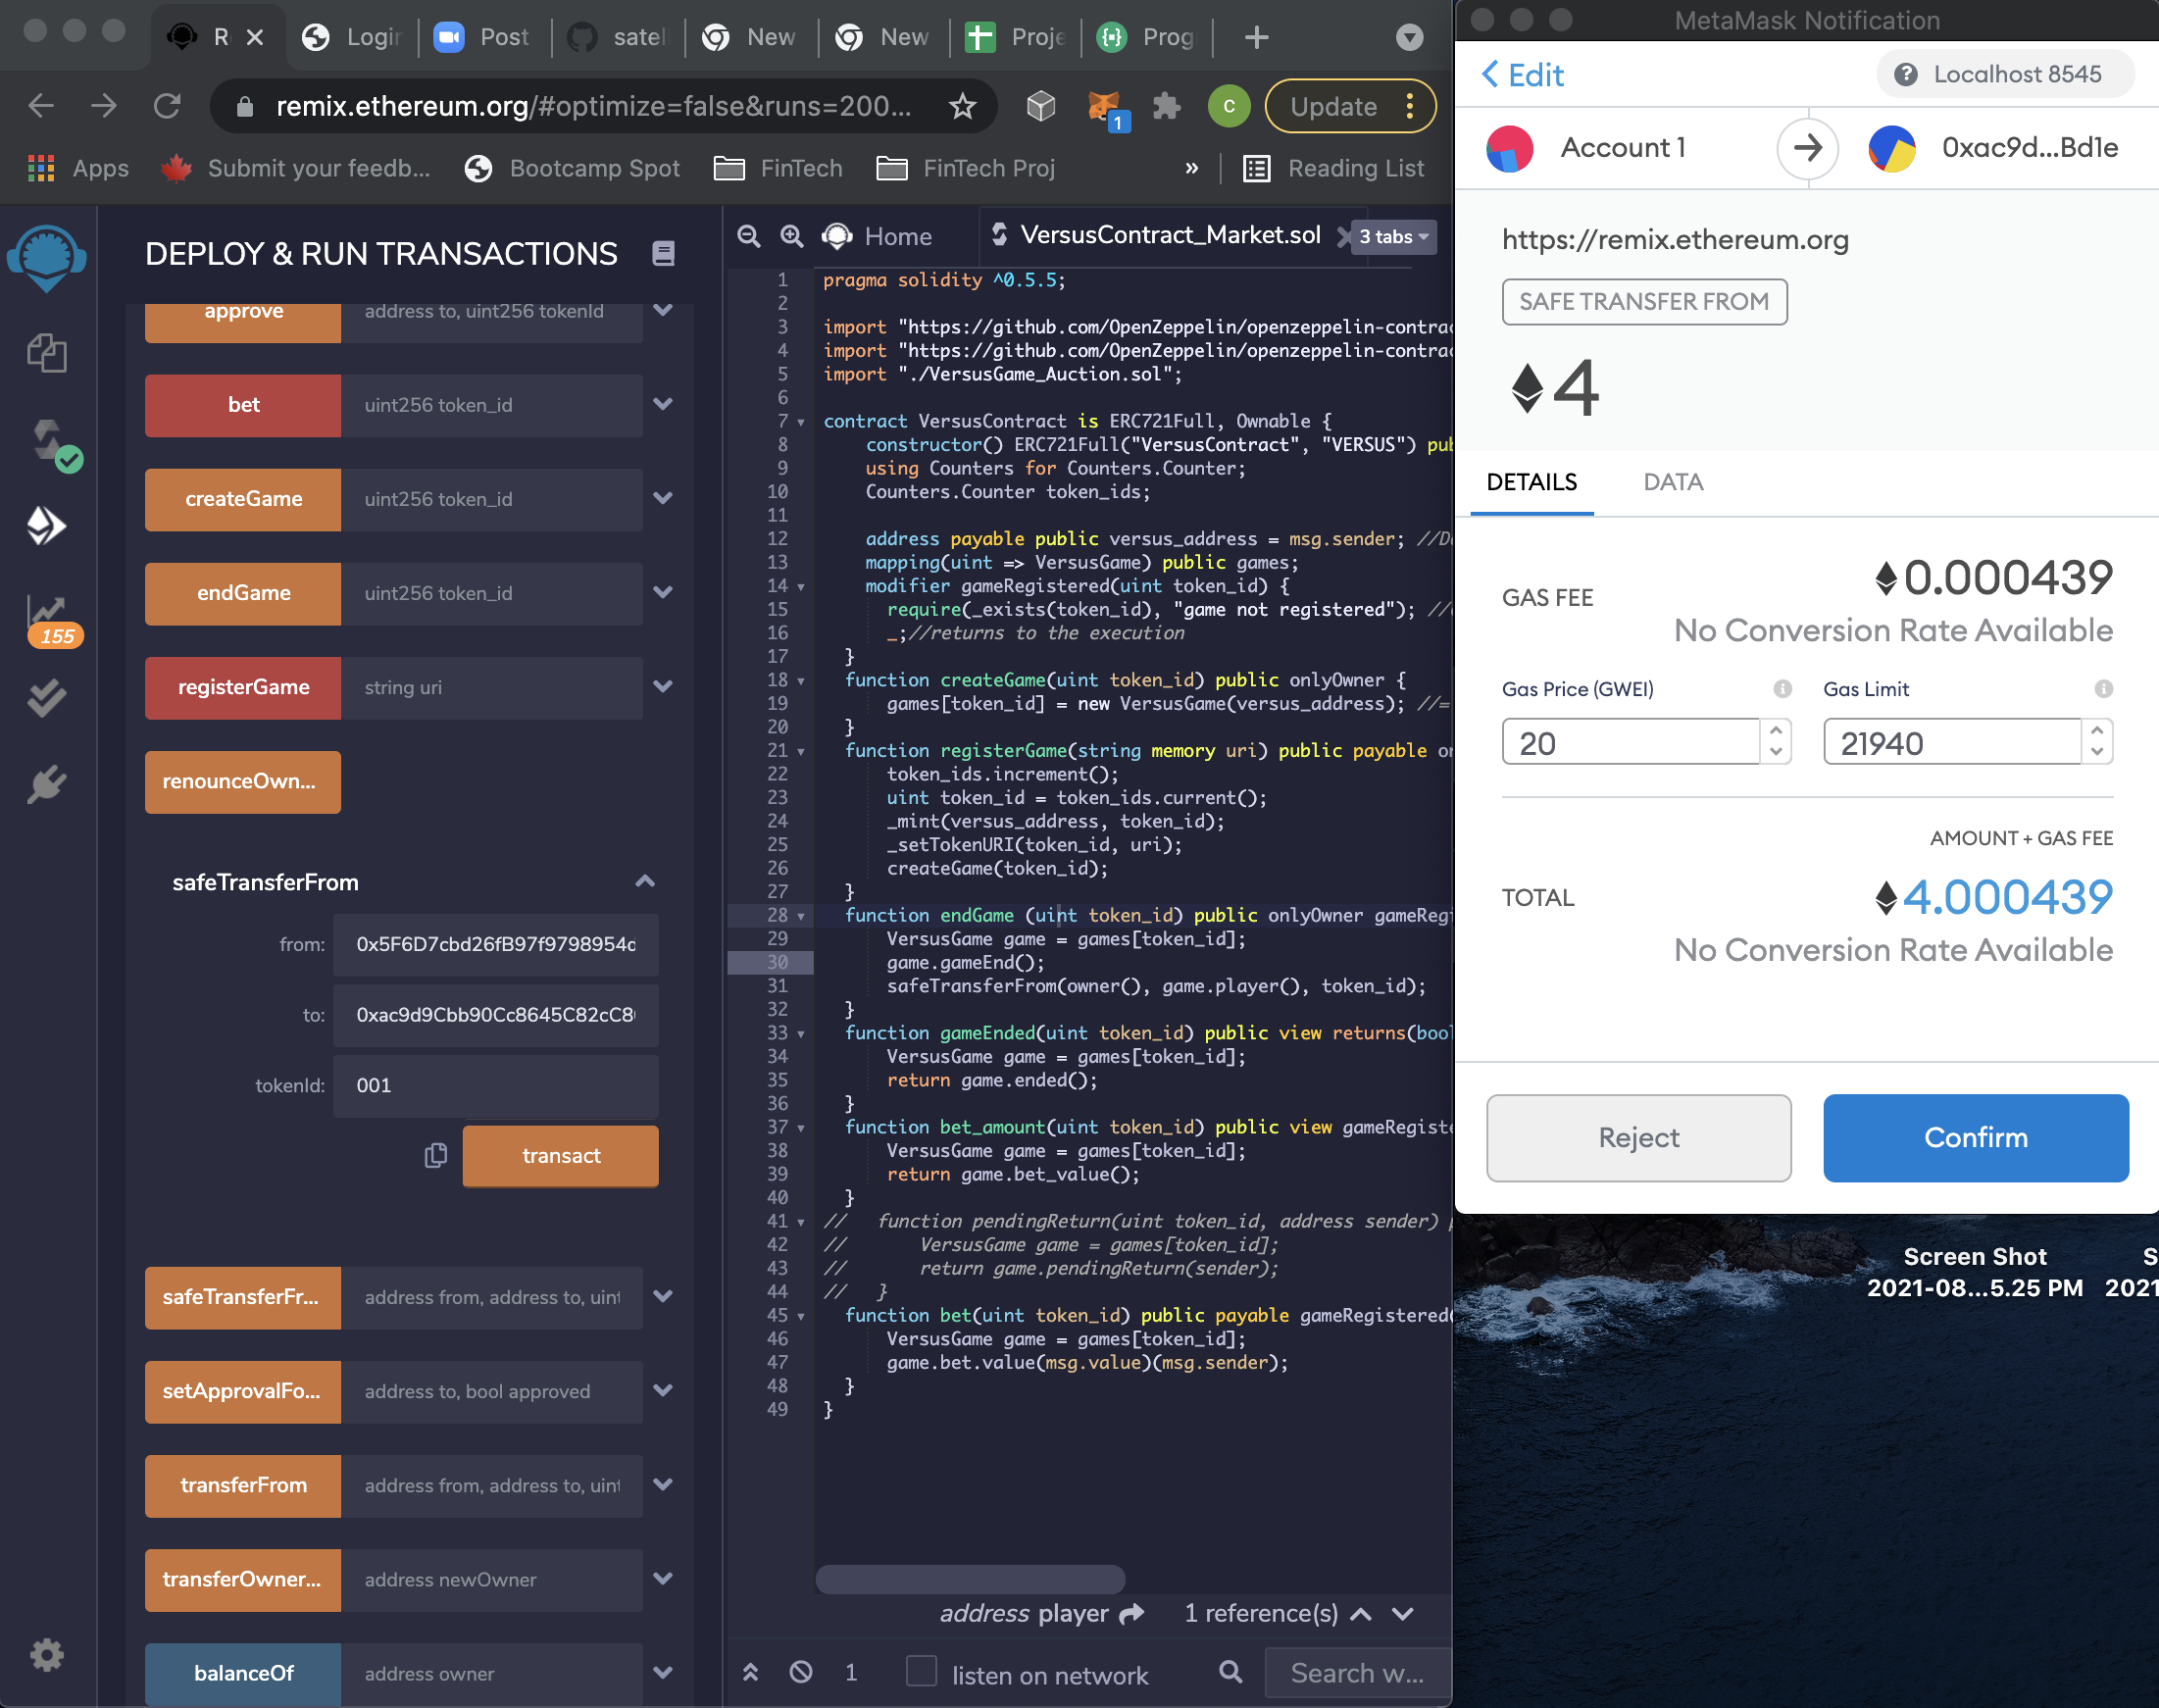 R
Login
Post
satell
New
New
Proje
Prog
remix.ethereum.org/#optimize=false&runs=200...
1
C
Update
Apps
Submit your feedb...
Bootcamp Spot
FinTech
FinTech Proj
»
Reading List
DEPLOY & RUN TRANSACTIONS
approve
address to, uint256 tokenId
bet
uint256 token_id
createGame
uint256 token_id
endGame
uint256 token_id
155
registerGame
string uri
renounceOwn...
safeTransferFrom
from:
0x5F6D7cbd26fB97f9798954c
to:
0xac9d9Cbb90Cc8645C82cC8
tokenId:
001
transact
safeTransferFr...
address from, address to, uint
setApprovalFo...
address to, bool approved
transferFrom
address from, address to, uint
transferOwner...
address newOwner
balanceOf
address owner
Home
VersusContract_Market.sol
3 tabs
1 pragma solidity ^0.5.5;
2
3 import "https://github.com/OpenZeppelin/openzeppelin-contrac
4 import "https://github.com/OpenZeppelin/openzeppelin-contrac
5 import "./VersusGame_Auction.sol";
6
7 contract VersusContract is ERC721Full, Ownable {
8 constructor() ERC721Full("VersusContract", "VERSUS") pub
9 using Counters for Counters.Counter;
10 Counters.Counter token_ids;
11
12 address payable public versus_address = msg.sender; //De
13 mapping(uint => VersusGame) public games;
14 modifier gameRegistered(uint token_id) {
15 require(_exists(token_id), "game not registered"); //
16 _;//returns to the execution
17 }
18 function createGame(uint token_id) public onlyOwner {
19 games[token_id] = new VersusGame(versus_address); //=
20 }
21 function registerGame(string memory uri) public payable on
22 token_ids.increment();
23 uint token_id = token_ids.current();
24 _mint(versus_address, token_id);
25 _setTokenURI(token_id, uri);
26 createGame(token_id);
27 }
28 function endGame (uint token_id) public onlyOwner gameRegi
29 VersusGame game = games[token_id];
30 game.gameEnd();
31 safeTransferFrom(owner(), game.player(), token_id);
32 }
33 function gameEnded(uint token_id) public view returns(bool
34 VersusGame game = games[token_id];
35 return game.ended();
36 }
37 function bet_amount(uint token_id) public view gameRegiste
38 VersusGame game = games[token_id];
39 return game.bet_value();
40 }
41 // function pendingReturn(uint token_id, address sender) p
42 // VersusGame game = games[token_id];
43 // return game.pendingReturn(sender);
44 // }
45 function bet(uint token_id) public payable gameRegistered(
46 VersusGame game = games[token_id];
47 game.bet.value(msg.value)(msg.sender);
48 }
49 }
address player
1 reference(s)
1
listen on network
Search w...
MetaMask Notification
Edit
Localhost 8545
Account 1
0xac9d...Bd1e
https://remix.ethereum.org
SAFE TRANSFER FROM
4
DETAILS
DATA
GAS FEE
0.000439
No Conversion Rate Available
Gas Price (GWEI)
Gas Limit
20
21940
AMOUNT + GAS FEE
TOTAL
4.000439
No Conversion Rate Available
Reject
Confirm
Screen Shot
2021-08...5.25 PM
S
2021